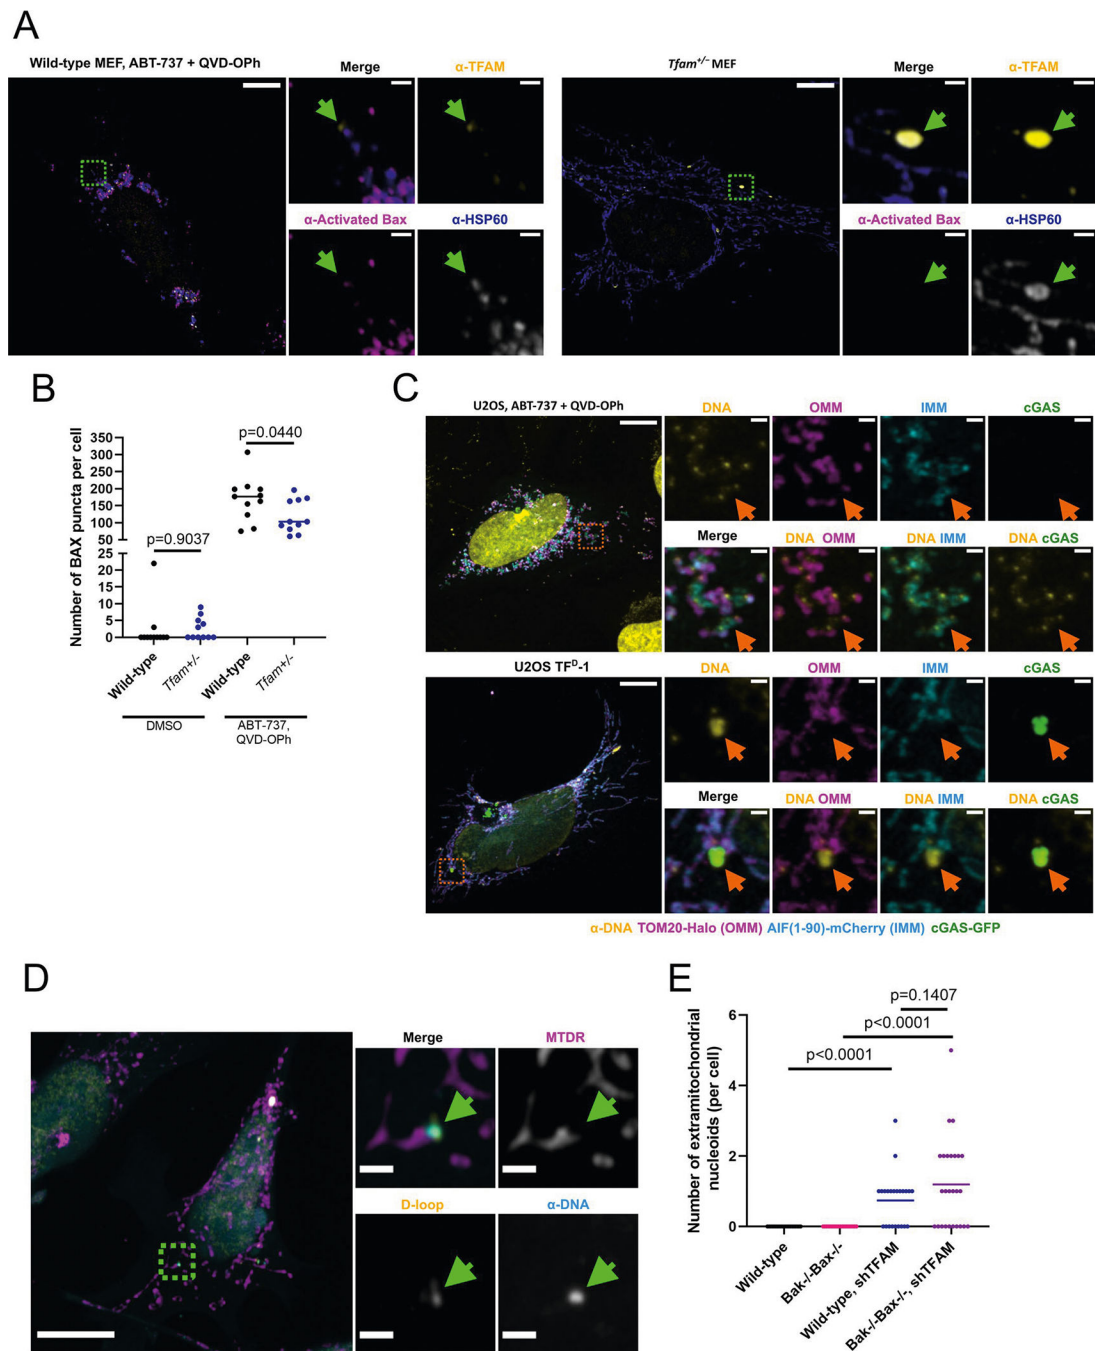 A
Wild-type MEF, ABT-737 + QVD-OPh
Merge
α-TFAM
α-Activated Bax
α-HSP60
Tfam+/- MEF
Merge
α-TFAM
α-Activated Bax
α-HSP60
B
Number of BAX puncta per cell
350
300
250
200
150
100
50
25
20
15
10
5
0
p=0.0440
p=0.9037
Wild-type
Tfam+/-
Wild-type
Tfam+/-
DMSO
ABT-737,
QVD-OPh
C
U2OS, ABT-737 + QVD-OPh
DNA
OMM
IMM
cGAS
Merge
DNA OMM
DNA IMM
DNA cGAS
U2OS TFD-1
DNA
OMM
IMM
cGAS
Merge
DNA OMM
DNA IMM
DNA cGAS
α-DNA TOM20-Halo (OMM) AIF(1-90)-mCherry (IMM) cGAS-GFP
D
Merge
MTDR
D-loop
α-DNA
E
Number of extramitochondrial
nucleoids (per cell)
6
4
2
0
p=0.1407
p<0.0001
p<0.0001
Wild-type
Bak-/-Bax-/-
Wild-type, shTFAM
Bak-/-Bax-/-, shTFAM